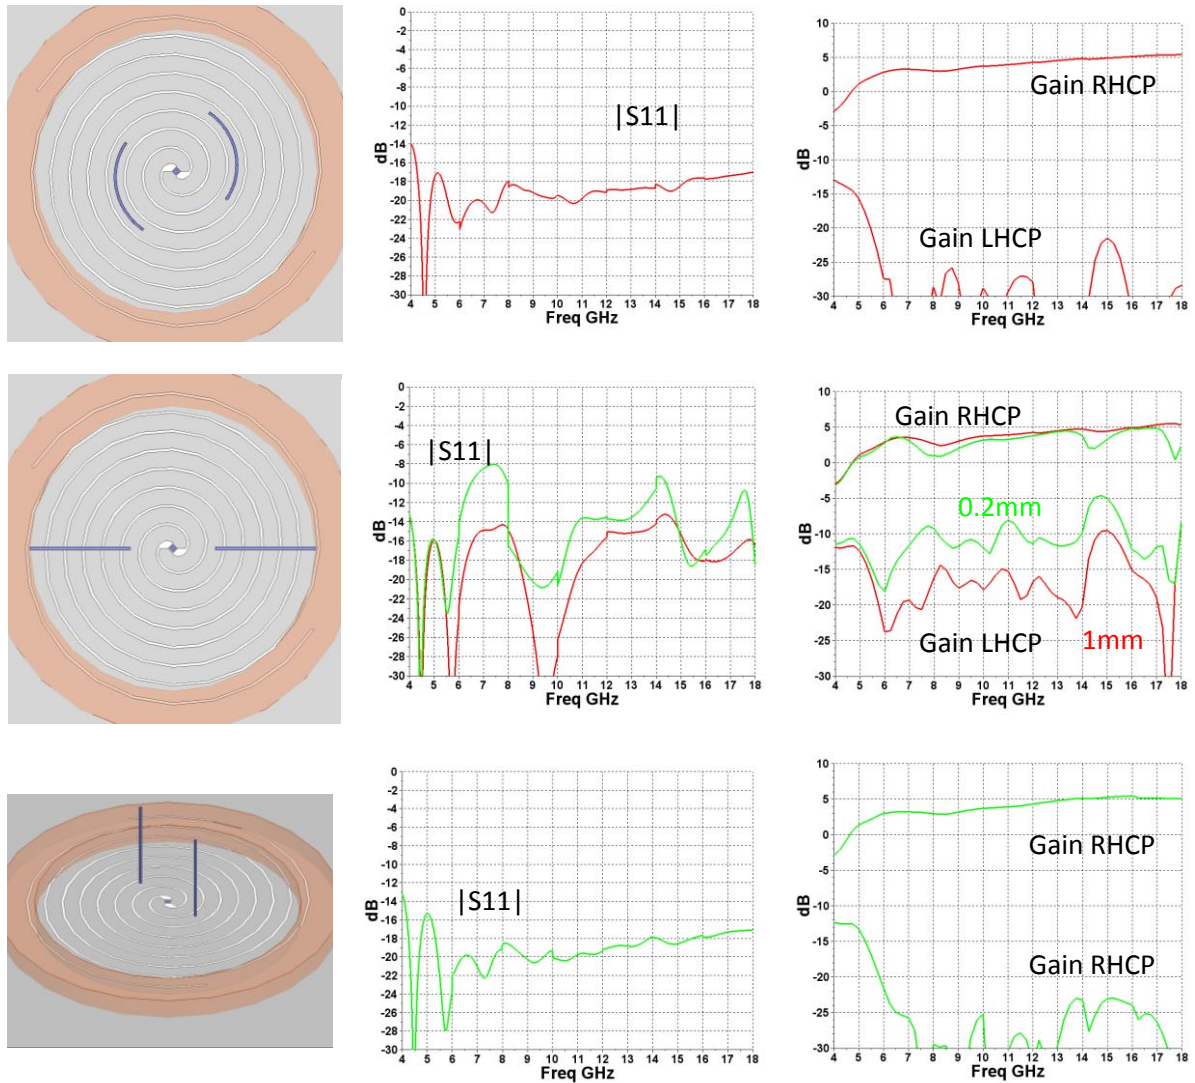 0
-2
-4
-6
-8
-10
-12
-14
-16
-18
-20
-22
-24
-26
-28
-30
dB
|S11|
4 5 6 7 8 9 10 11 12 13 14 15 16 17 18
Freq GHz
10
5
0
-5
-10
-15
-20
-25
-30
dB
Gain RHCP
Gain LHCP
4 5 6 7 8 9 10 11 12 13 14 15 16 17 18
Freq GHz
0
-2
-4
-6
-8
-10
-12
-14
-16
-18
-20
-22
-24
-26
-28
-30
dB
|S11|
4 5 6 7 8 9 10 11 12 13 14 15 16 17 18
Freq GHz
10
5
0
-5
-10
-15
-20
-25
-30
dB
Gain RHCP
0.2mm
Gain LHCP
1mm
4 5 6 7 8 9 10 11 12 13 14 15 16 17 18
Freq GHz
0
-2
-4
-6
-8
-10
-12
-14
-16
-18
-20
-22
-24
-26
-28
-30
dB
|S11|
4 5 6 7 8 9 10 11 12 13 14 15 16 17 18
Freq GHz
10
5
0
-5
-10
-15
-20
-25
-30
dB
Gain RHCP
Gain RHCP
4 5 6 7 8 9 10 11 12 13 14 15 16 17 18
Freq GHz